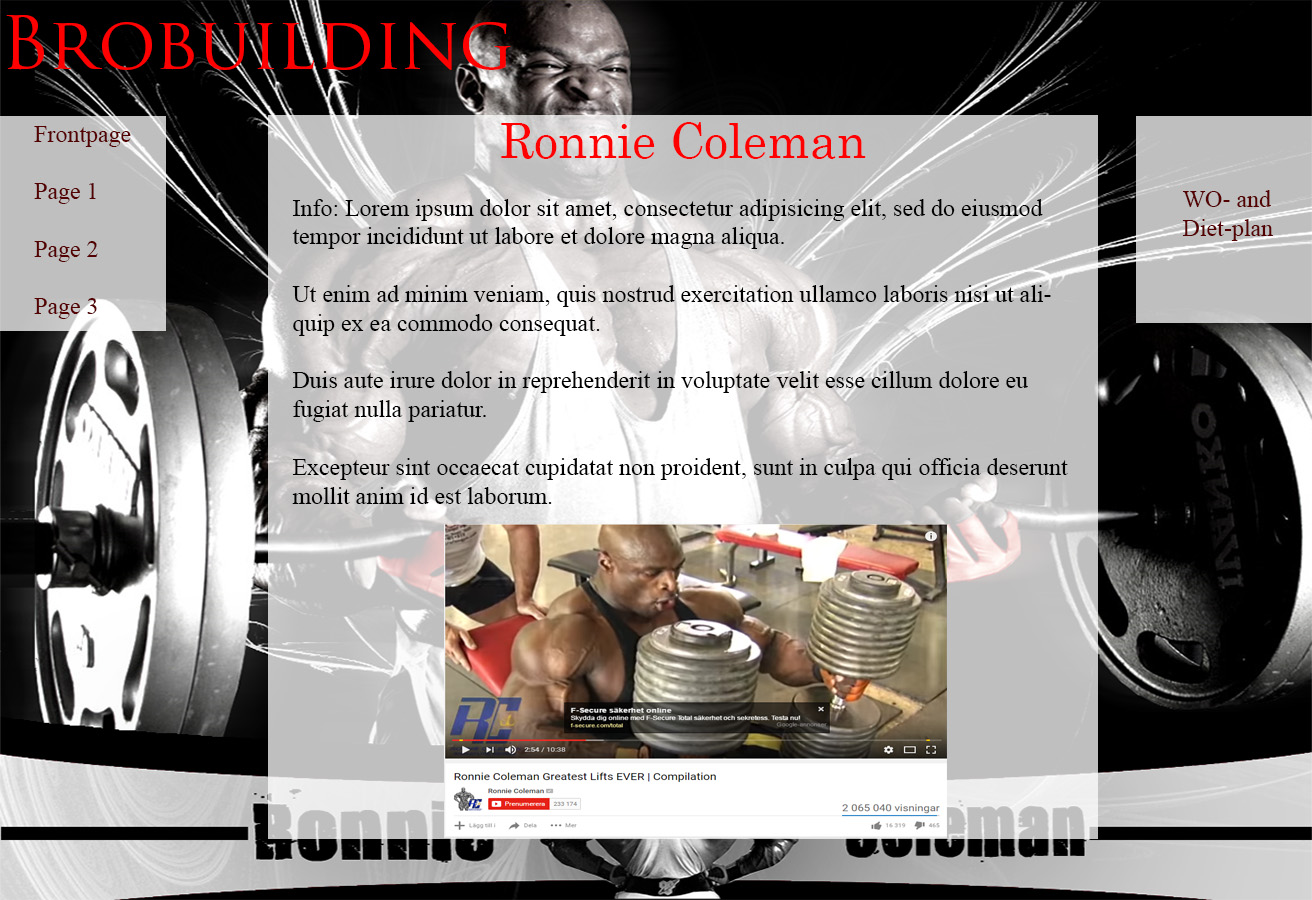 BROBUILDING
Frontpage
Page 1
Page 2
Page 3
Ronnie Coleman
Info: Lorem ipsum dolor sit amet, consectetur adipisicing elit, sed do eiusmod
tempor incididunt ut labore et dolore magna aliqua.
Ut enim ad minim veniam, quis nostrud exercitation ullamco laboris nisi ut ali-
quip ex ea commodo consequat.
Duis aute irure dolor in reprehenderit in voluptate velit esse cillum dolore eu
fugiat nulla pariatur.
Excepteur sint occaecat cupidatat non proident, sunt in culpa qui officia deserunt
mollit anim id est laborum.
WO- and
Diet-plan
IVANKO
RC
F-Secure säkerhet online
Skydda dig online med F-Secure Total säkerhet och sekretess. Testa nu!
f-secure.com/total
Google-annonser
2:54 / 10:38
Ronnie Coleman Greatest Lifts EVER | Compilation
Ronnie Coleman
Prenumerera 233 174
2 065 040 visningar
Lägg till i Dela Mer
16 319 465
Ronnie Coleman